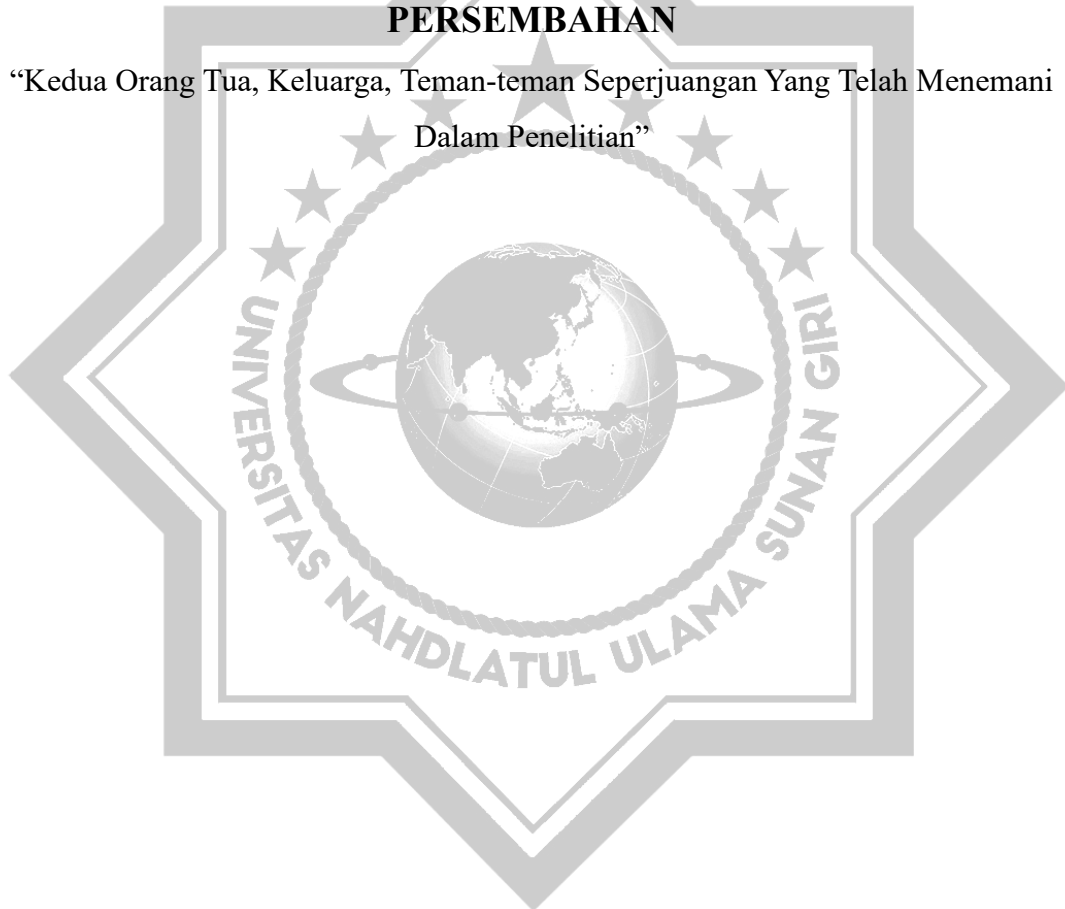 PERSEMBAHAN
“Kedua Orang Tua, Keluarga, Teman-teman Seperjuangan Yang Telah Menemani
Dalam Penelitian”
UNIVERSITAS NAHDLATUL ULAMA SUNAN GIRI